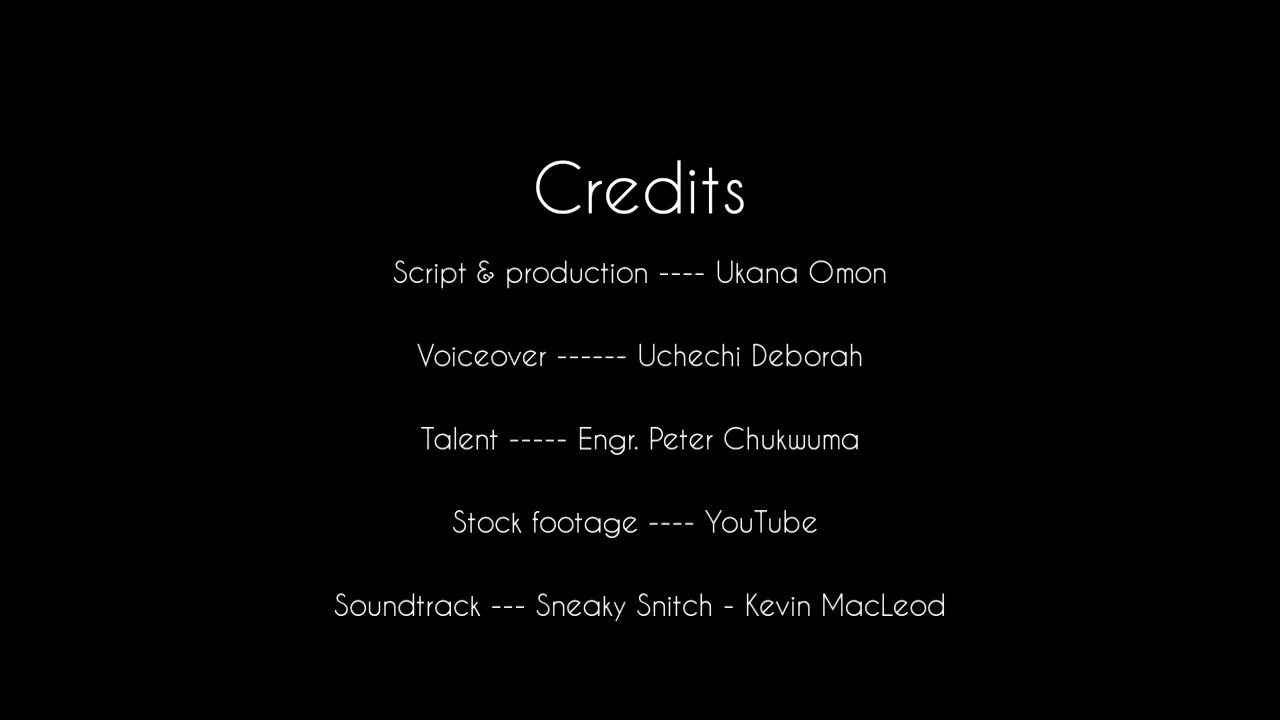 Credits
Script & production ---- Ukana Omon
Voiceover ------ Uchechi Deborah
Talent ----- Engr. Peter Chukwuma
Stock footage ---- YouTube
Soundtrack --- Sneaky Snitch - Kevin MacLeod